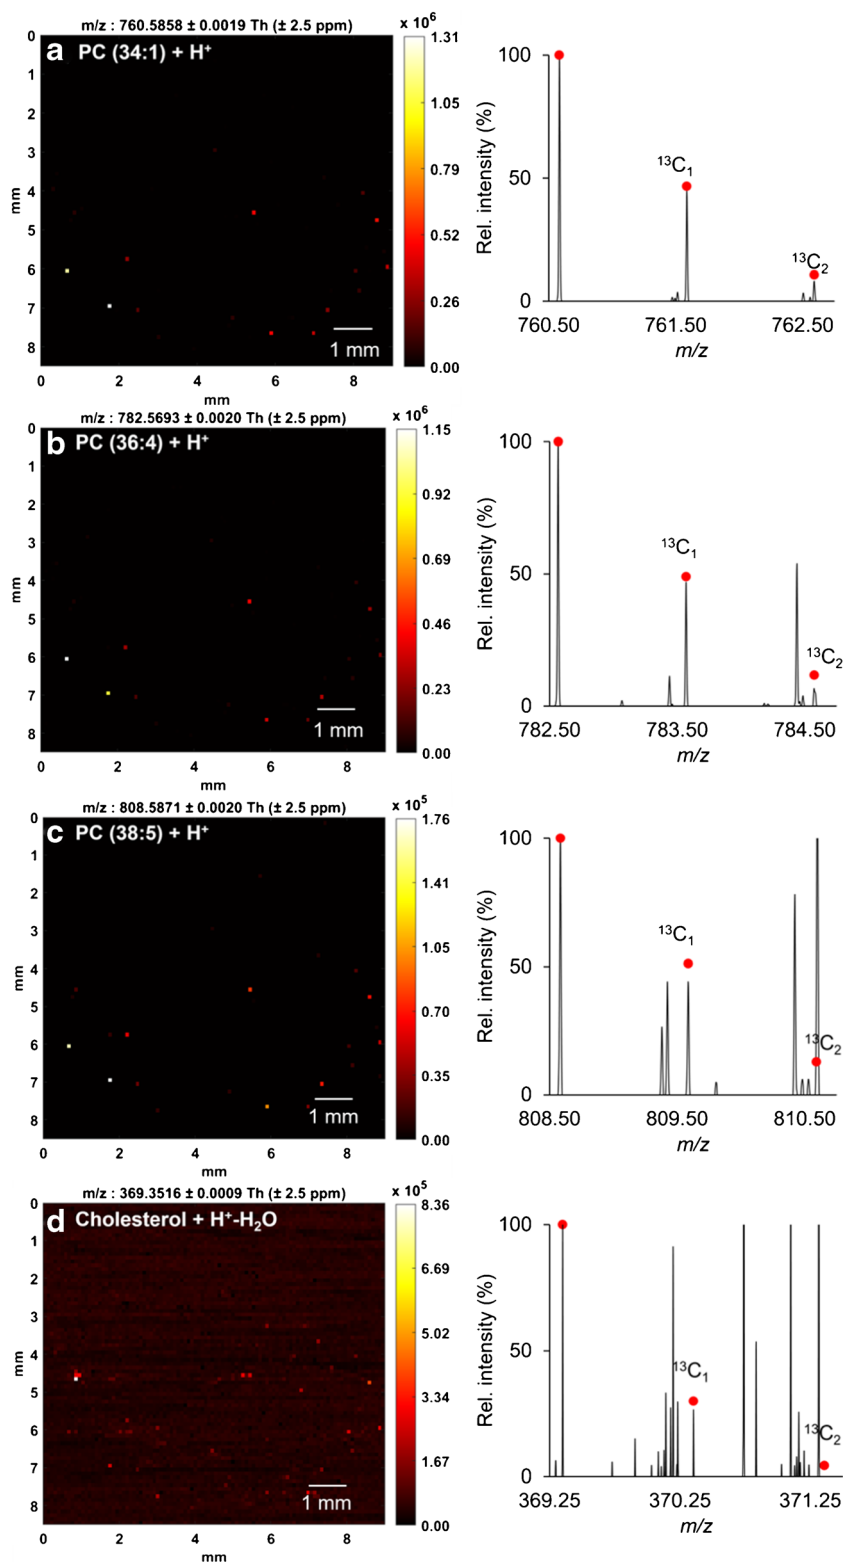 m/z : 760.5858 ± 0.0019 Th (± 2.5 ppm)
a PC (34:1) + H⁺
x 10⁶
1.31
1.05
0.79
0.52
0.26
0.00
0
1
2
3
4
5
6
7
8
mm
1 mm
0 2 4 6 8
mm
Rel. intensity (%)
100
50
0
¹³C₁
¹³C₂
760.50 761.50 762.50
m/z
m/z : 782.5693 ± 0.0020 Th (± 2.5 ppm)
b PC (36:4) + H⁺
x 10⁶
1.15
0.92
0.69
0.46
0.23
0.00
0
1
2
3
4
5
6
7
8
mm
1 mm
0 2 4 6 8
mm
Rel. intensity (%)
100
50
0
¹³C₁
¹³C₂
782.50 783.50 784.50
m/z
m/z : 808.5871 ± 0.0020 Th (± 2.5 ppm)
c PC (38:5) + H⁺
x 10⁵
1.76
1.41
1.05
0.70
0.35
0.00
0
1
2
3
4
5
6
7
8
mm
1 mm
0 2 4 6 8
mm
Rel. intensity (%)
100
50
0
¹³C₁
¹³C₂
808.50 809.50 810.50
m/z
m/z : 369.3516 ± 0.0009 Th (± 2.5 ppm)
d Cholesterol + H⁺-H₂O
x 10⁵
8.36
6.69
5.02
3.34
1.67
0.00
0
1
2
3
4
5
6
7
8
mm
1 mm
0 2 4 6 8
mm
Rel. intensity (%)
100
50
0
¹³C₁
¹³C₂
369.25 370.25 371.25
m/z